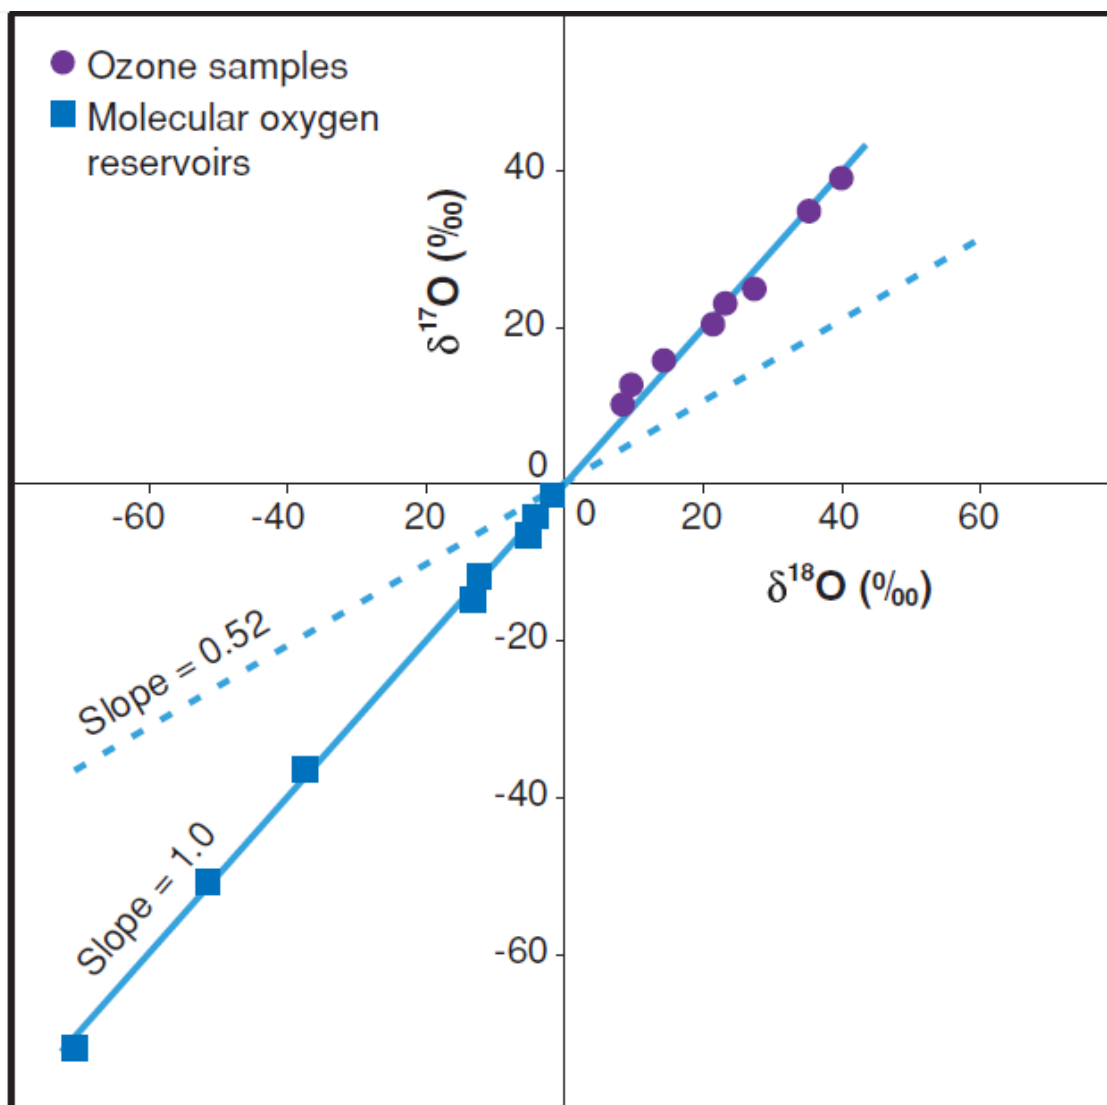 Ozone samples
Molecular oxygen
reservoirs
40
δ¹⁷O (‰)
20
0
-60
-40
20
0
20
40
60
δ¹⁸O (‰)
-20
Slope = 0.52
-40
Slope = 1.0
-60